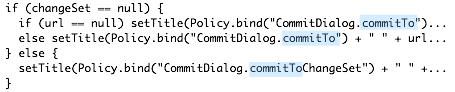 if (changeSet == null) {
if (url == null) setTitle(Policy.bind("CommitDialog.commitTo")...
else setTitle(Policy.bind("CommitDialog.commitTo") + " " + url...
} else {
setTitle(Policy.bind("CommitDialog.commitToChangeSet") + " " +...
}